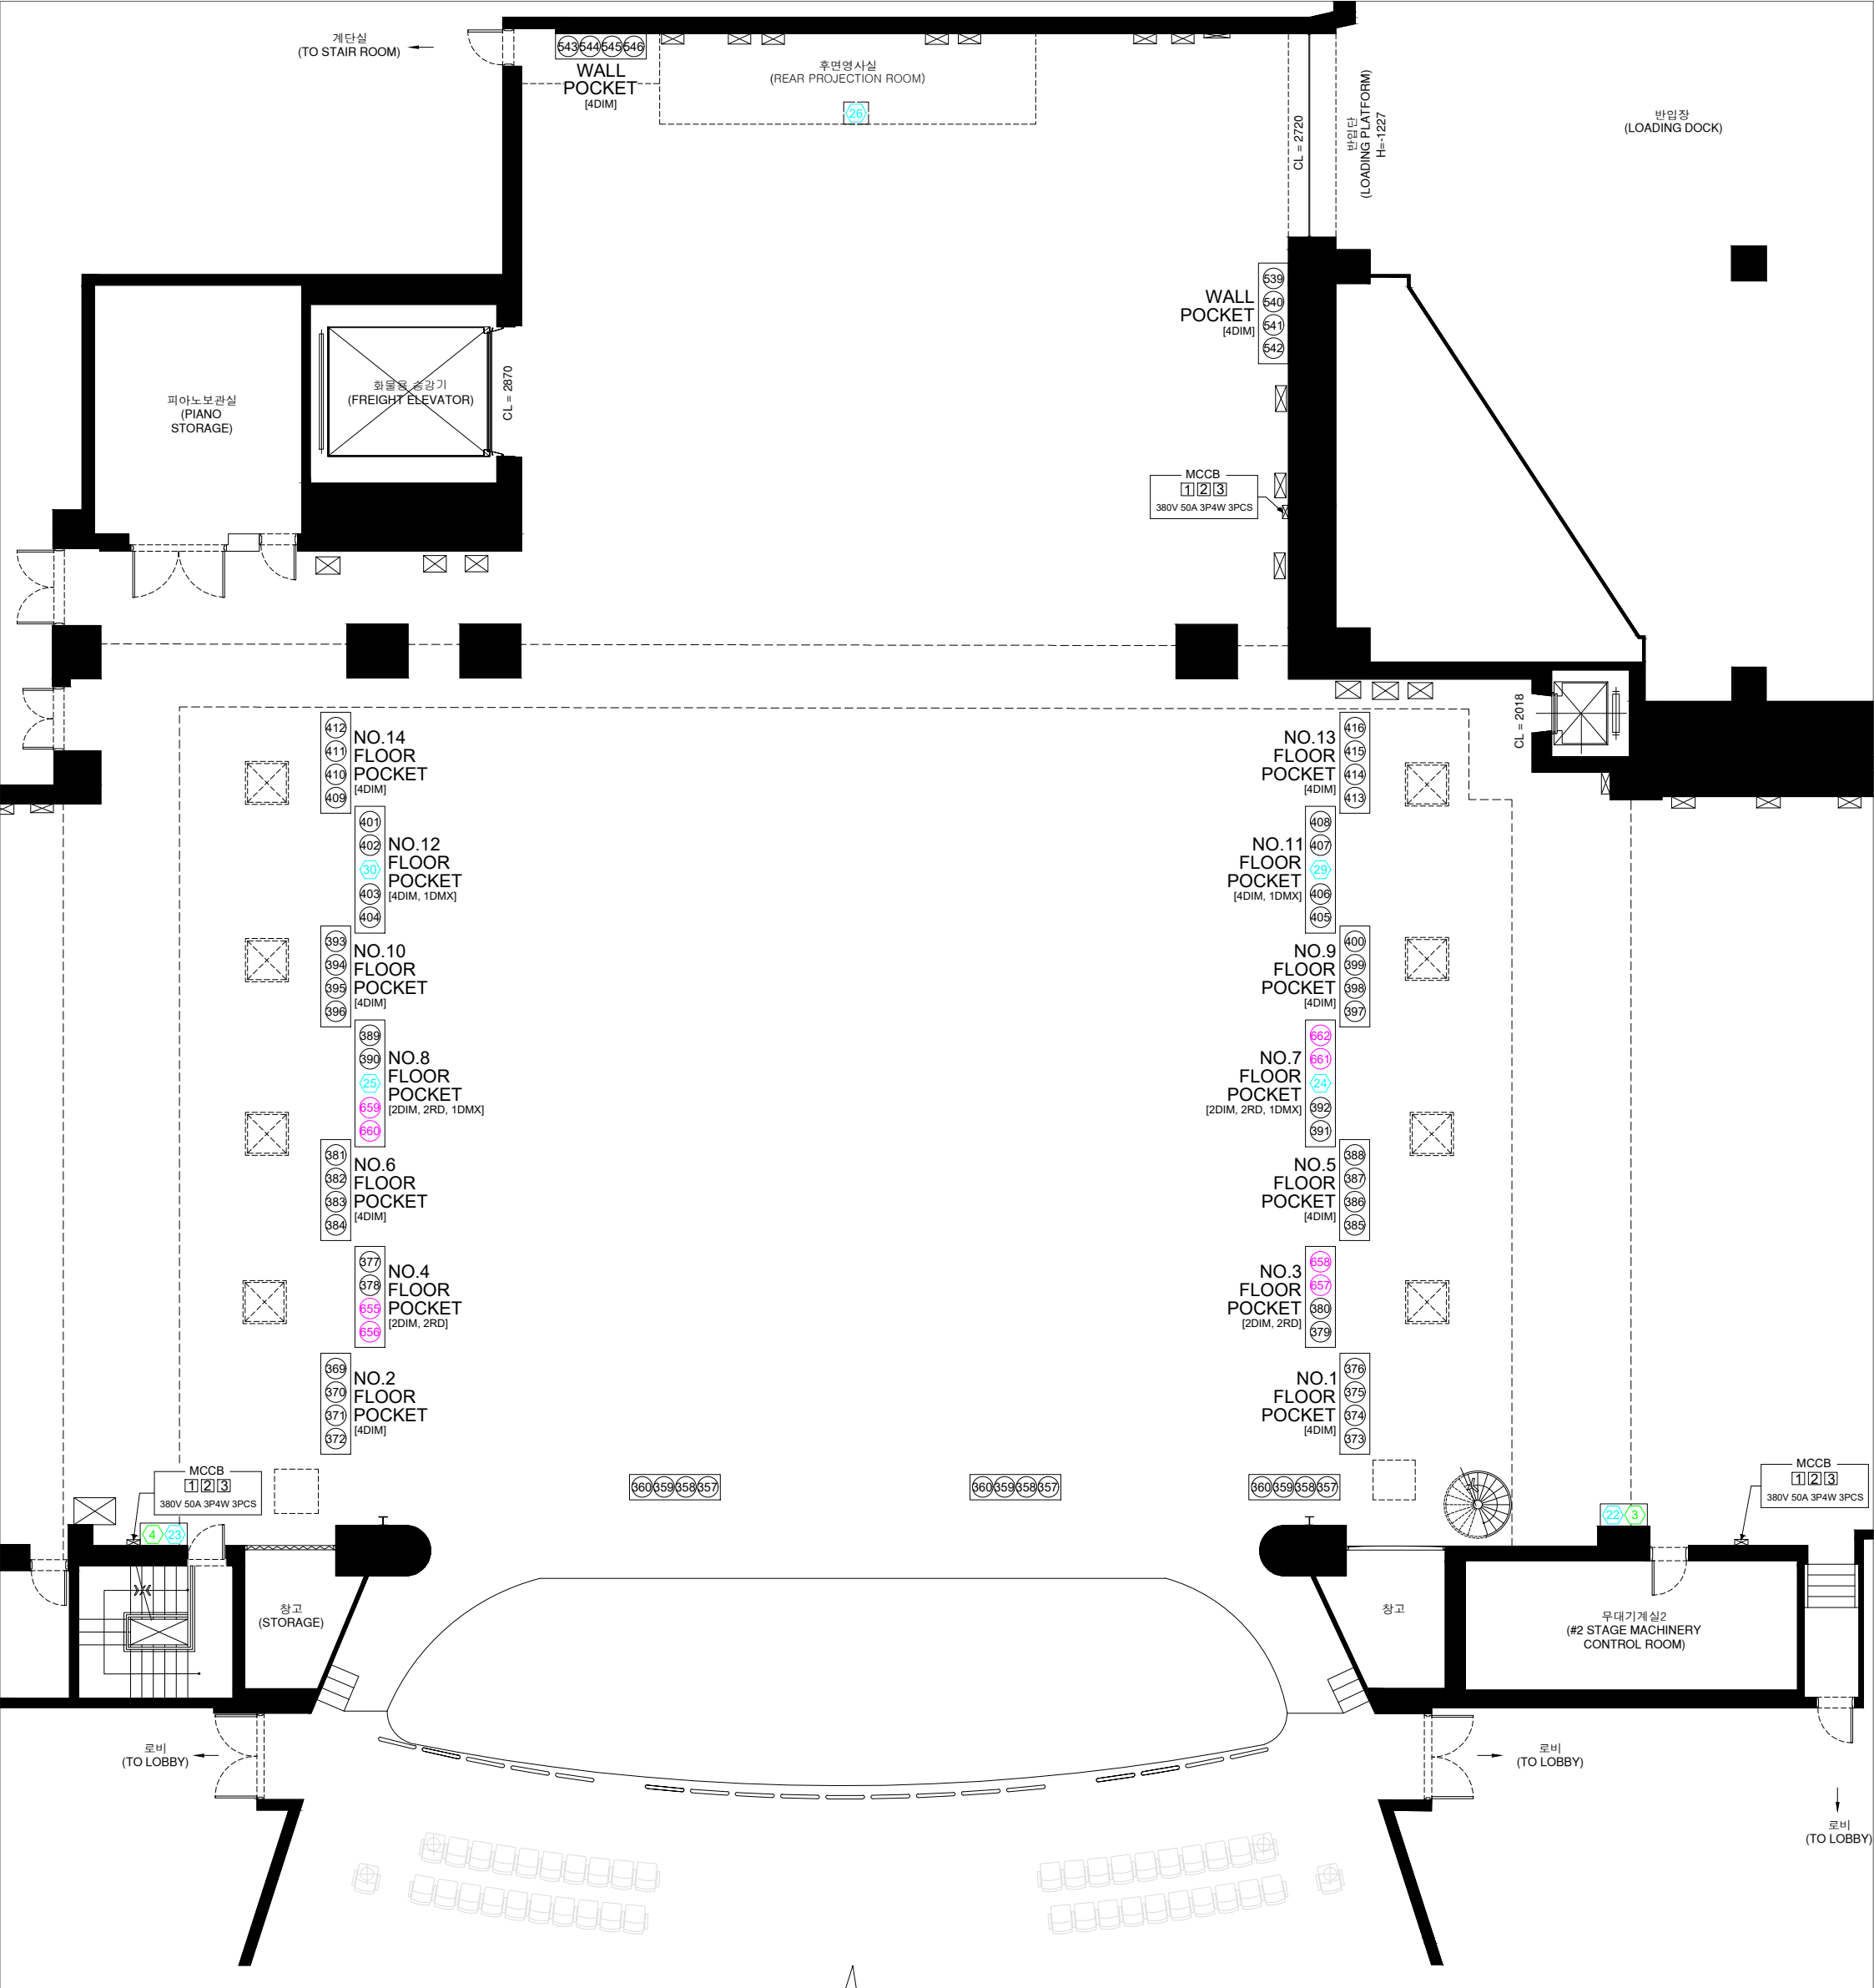 계단실
(TO STAIR ROOM)
543 544 545 546
WALL
POCKET
[4DIM]
후면영사실
(REAR PROJECTION ROOM)
26
CL = 2720
반입단
(LOADING PLATFORM)
H=-1227
반입장
(LOADING DOCK)
WALL
POCKET
[4DIM]
539
540
541
542
피아노보관실
(PIANO
STORAGE)
화물용 승강기
(FREIGHT ELEVATOR)
CL = 2870
MCCB
1 2 3
380V 50A 3P4W 3PCS
CL = 2018
412
411
410
409
NO.14
FLOOR
POCKET
[4DIM]
NO.13
FLOOR
POCKET
[4DIM]
416
415
414
413
401
402
30
403
404
NO.12
FLOOR
POCKET
[4DIM, 1DMX]
NO.11
FLOOR
POCKET
[4DIM, 1DMX]
408
407
29
406
405
393
394
395
396
NO.10
FLOOR
POCKET
[4DIM]
NO.9
FLOOR
POCKET
[4DIM]
400
399
398
397
389
390
25
659
660
NO.8
FLOOR
POCKET
[2DIM, 2RD, 1DMX]
NO.7
FLOOR
POCKET
[2DIM, 2RD, 1DMX]
662
661
24
392
391
381
382
383
384
NO.6
FLOOR
POCKET
[4DIM]
NO.5
FLOOR
POCKET
[4DIM]
388
387
386
385
377
378
655
656
NO.4
FLOOR
POCKET
[2DIM, 2RD]
NO.3
FLOOR
POCKET
[2DIM, 2RD]
658
657
380
379
369
370
371
372
NO.2
FLOOR
POCKET
[4DIM]
NO.1
FLOOR
POCKET
[4DIM]
376
375
374
373
MCCB
1 2 3
380V 50A 3P4W 3PCS
360 359 358 357
360 359 358 357
360 359 358 357
MCCB
1 2 3
380V 50A 3P4W 3PCS
4 23
22 3
창고
(STORAGE)
창고
무대기계실2
(#2 STAGE MACHINERY
CONTROL ROOM)
로비
(TO LOBBY)
로비
(TO LOBBY)
로비
(TO LOBBY)